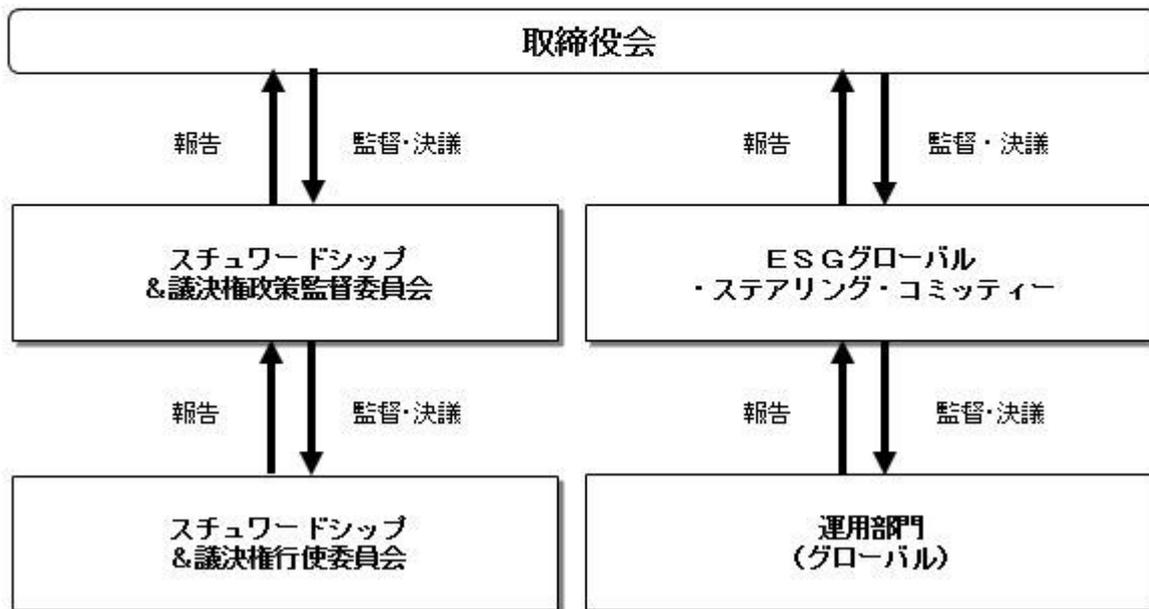 取締役会
報告
監督・決議
報告
監督・決議
スチュワードシップ
&議決権政策監督委員会
ESGグローバル
・ステアリング・コミッティー
報告
監督・決議
報告
監督・決議
スチュワードシップ
&議決権行使委員会
運用部門
(グローバル)